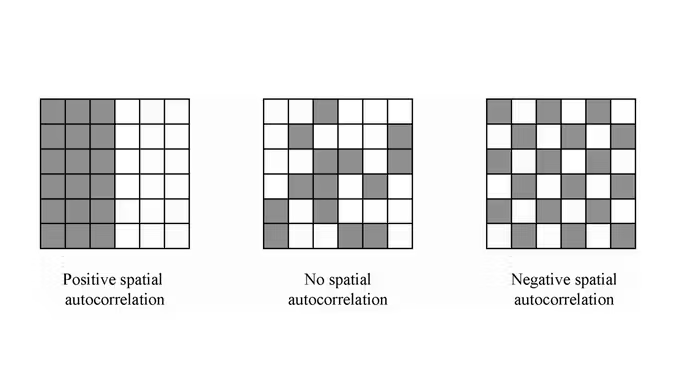 Positive spatial
autocorrelation
No spatial
autocorrelation
Negative spatial
autocorrelation